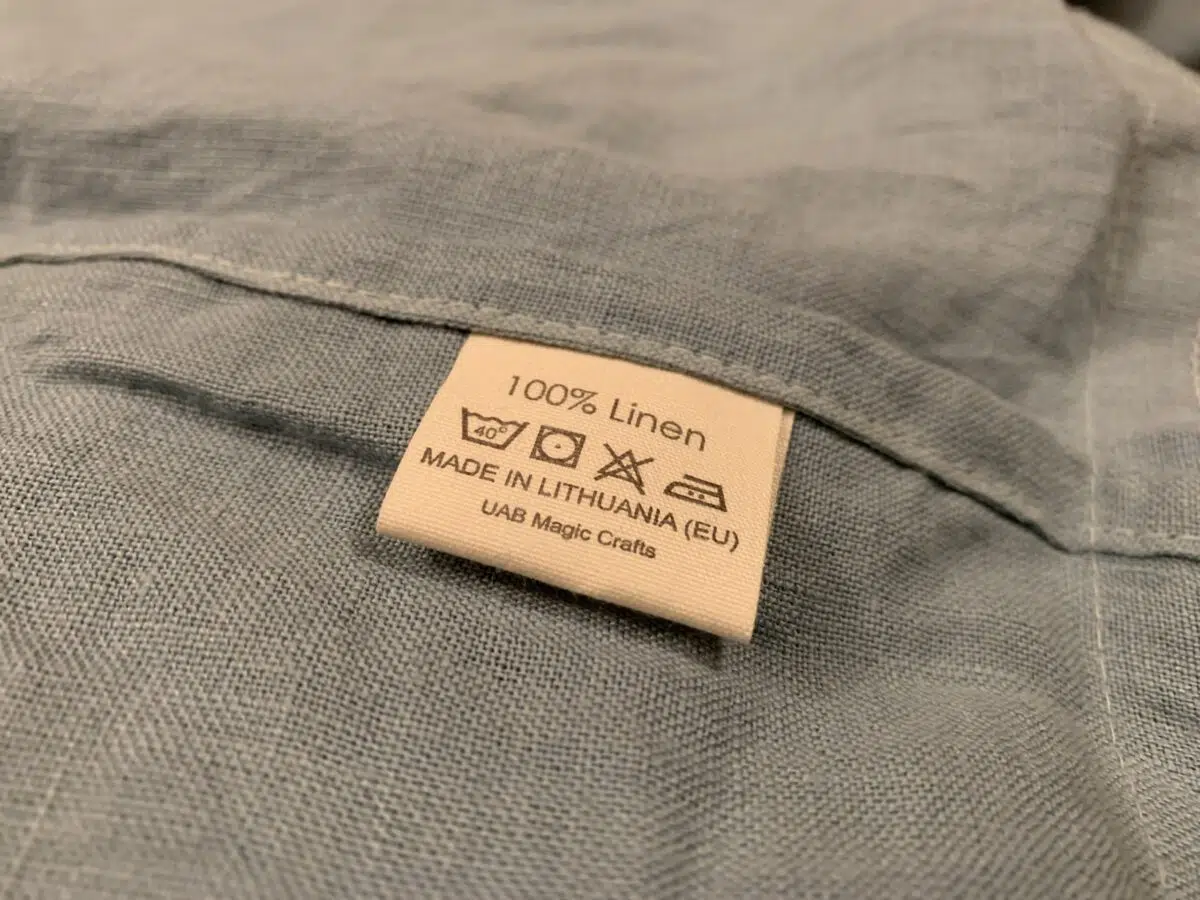 100% Linen
40°
MADE IN LITHUANIA (EU)
UAB Magic Crafts